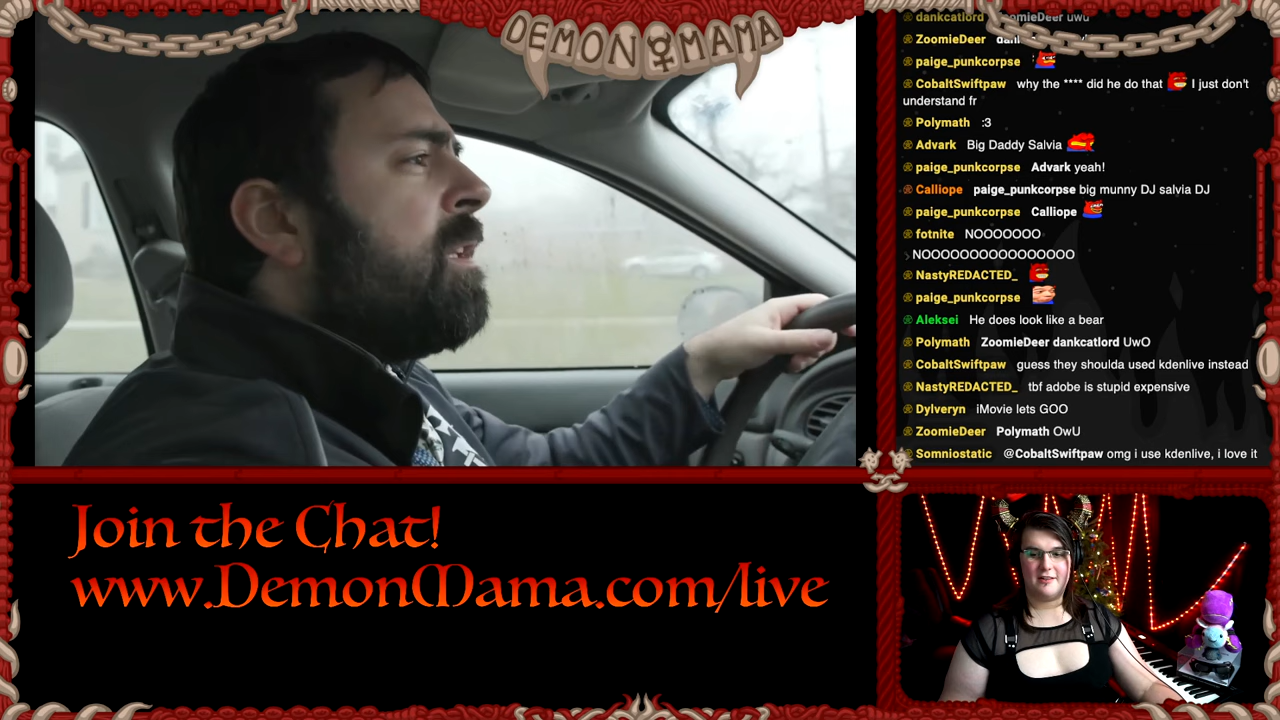 DEMON MAMA
dankcatlord ZoomieDeer uwu
ZoomieDeer
paige_punkcorpse
CobaltSwiftpaw why the **** did he do that I just don't
understand fr
Polymath :3
Advark Big Daddy Salvia
paige_punkcorpse Advark yeah!
Calliope paige_punkcorpse big munny DJ salvia DJ
paige_punkcorpse Calliope
fotnite NOOOOOOO
NOOOOOOOOOOOOOOOO
NastyREDACTED_
paige_punkcorpse
Aleksei He does look like a bear
Polymath ZoomieDeer dankcatlord UwO
CobaltSwiftpaw guess they shoulda used kdenlive instead
NastyREDACTED_ tbf adobe is stupid expensive
Dylveryn iMovie lets GOO
ZoomieDeer Polymath OwU
Somniostatic @CobaltSwiftpaw omg i use kdenlive, i love it
Join the Chat!
www.DemonMama.com/live